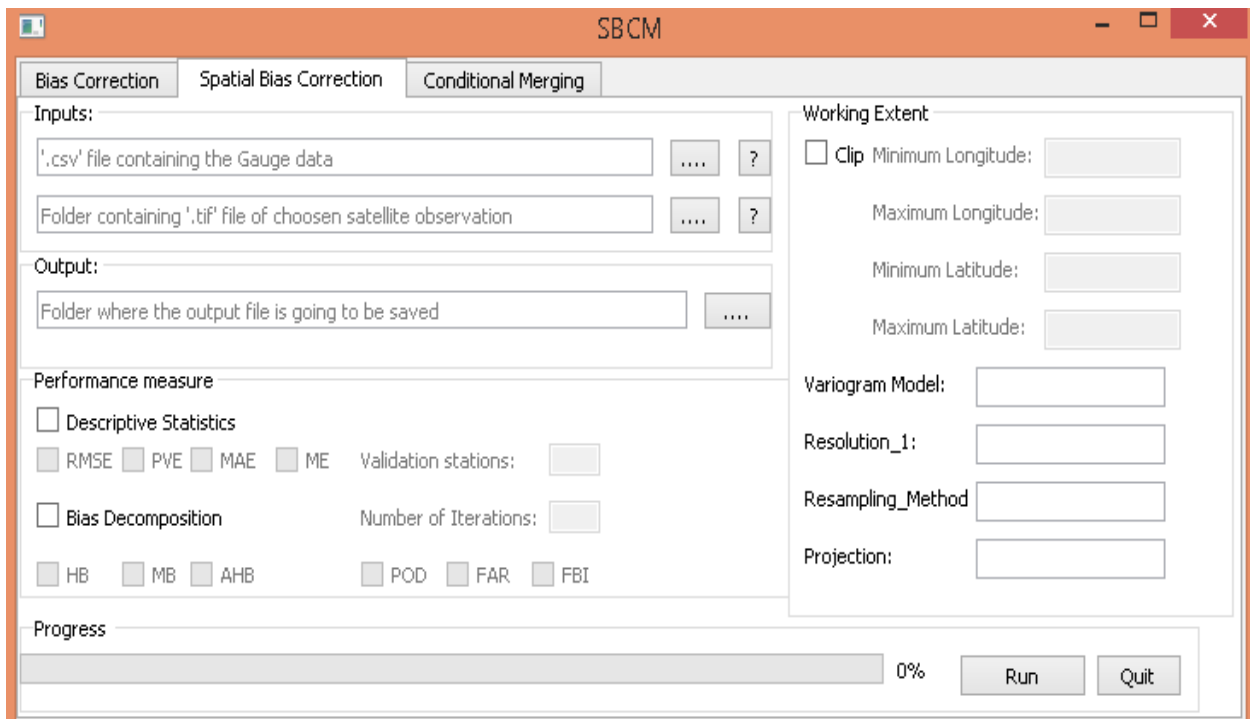 SBCM
Bias Correction Spatial Bias Correction Conditional Merging
Inputs:
'.csv' file containing the Gauge data .... ?
Folder containing '.tif' file of choosen satellite observation .... ?
Output:
Folder where the output file is going to be saved ....
Performance measure
Descriptive Statistics
RMSE PVE MAE ME Validation stations:
Bias Decomposition Number of Iterations:
HB MB AHB POD FAR FBI
Working Extent
Clip Minimum Longitude:
Maximum Longitude:
Minimum Latitude:
Maximum Latitude:
Variogram Model:
Resolution_1:
Resampling_Method
Projection:
Progress
0% Run Quit